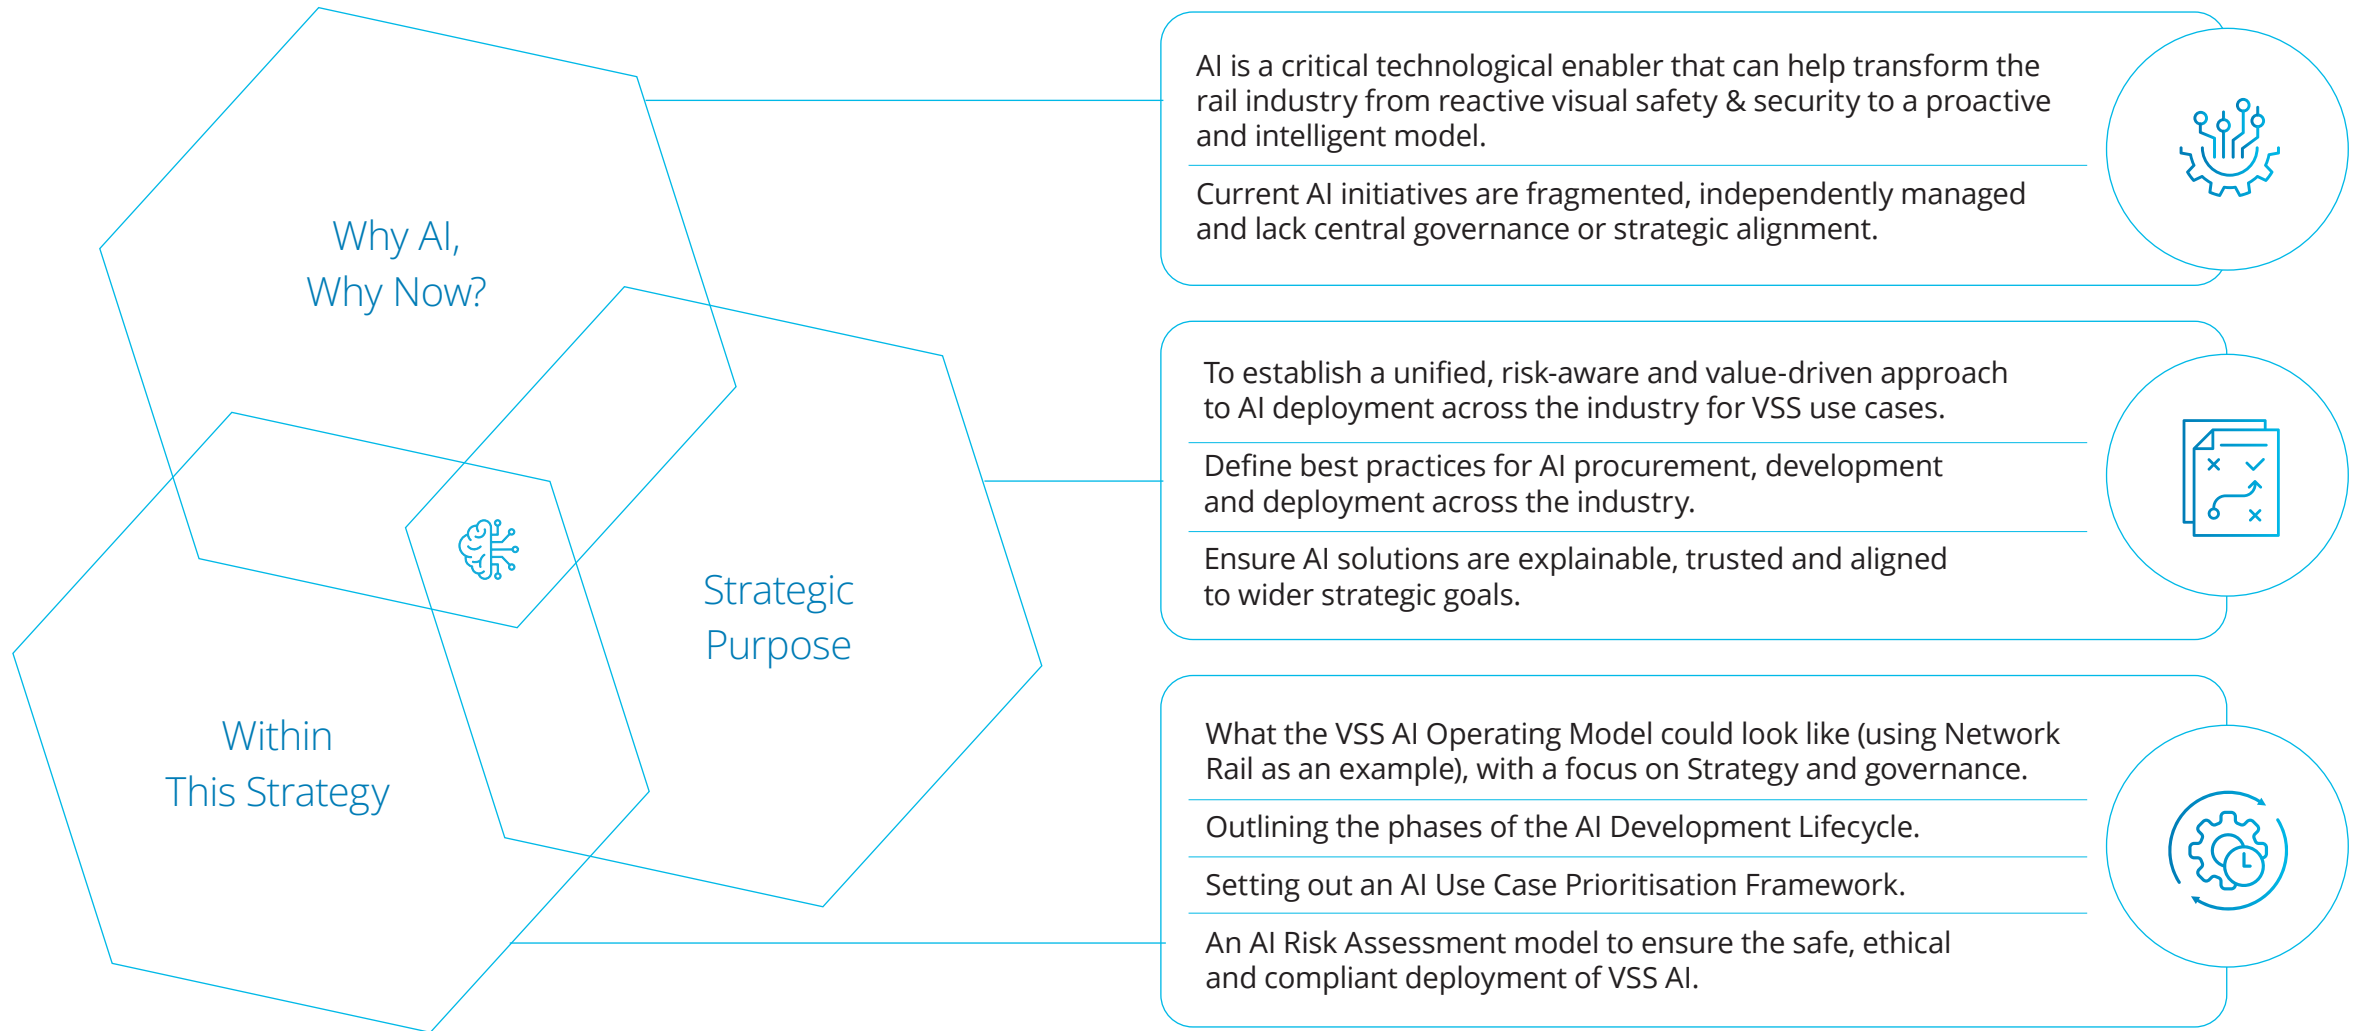 Why AI,
Why Now?
AI is a critical technological enabler that can help transform the
rail industry from reactive visual safety & security to a proactive
and intelligent model.
Current AI initiatives are fragmented, independently managed
and lack central governance or strategic alignment.
Strategic
Purpose
To establish a unified, risk-aware and value-driven approach
to AI deployment across the industry for VSS use cases.
Define best practices for AI procurement, development
and deployment across the industry.
Ensure AI solutions are explainable, trusted and aligned
to wider strategic goals.
Within
This Strategy
What the VSS AI Operating Model could look like (using Network
Rail as an example), with a focus on Strategy and governance.
Outlining the phases of the AI Development Lifecycle.
Setting out an AI Use Case Prioritisation Framework.
An AI Risk Assessment model to ensure the safe, ethical
and compliant deployment of VSS AI.